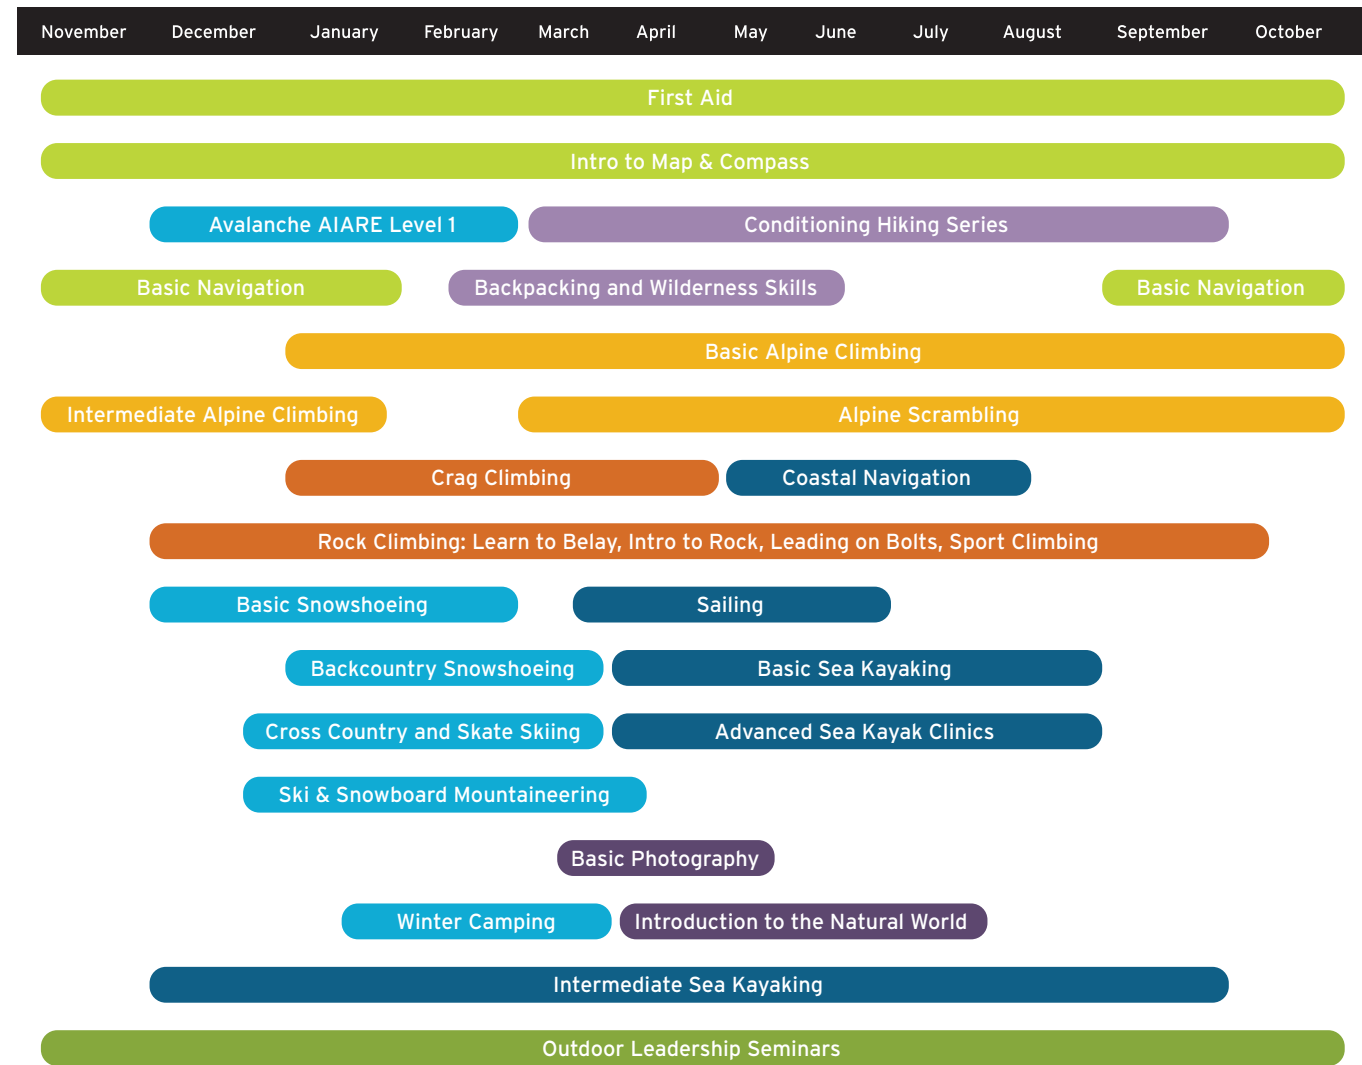 November December January February March April May June July August September October
First Aid
Intro to Map & Compass
Avalanche AIARE Level 1 Conditioning Hiking Series
Basic Navigation Backpacking and Wilderness Skills Basic Navigation
Basic Alpine Climbing
Intermediate Alpine Climbing Alpine Scrambling
Crag Climbing Coastal Navigation
Rock Climbing: Learn to Belay, Intro to Rock, Leading on Bolts, Sport Climbing
Basic Snowshoeing Sailing
Backcountry Snowshoeing Basic Sea Kayaking
Cross Country and Skate Skiing Advanced Sea Kayak Clinics
Ski & Snowboard Mountaineering
Basic Photography
Winter Camping Introduction to the Natural World
Intermediate Sea Kayaking
Outdoor Leadership Seminars